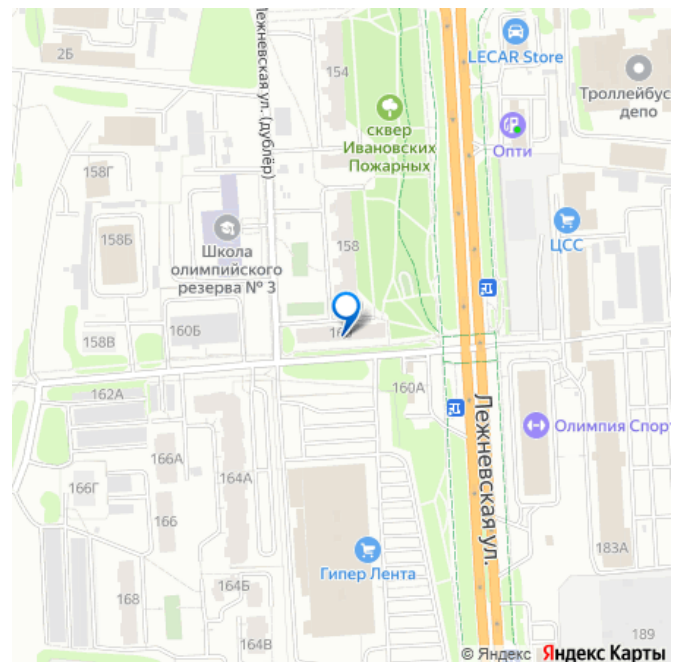 2Б
154
LECAR Store
Троллейбус
депо
Лежневская ул. (дублёр)
сквер
Ивановских
Пожарных
Опти
158Г
158Б
Школа
олимпийского
резерва № 3
158
ЦСС
160Б
158В
162А
160А
164А
166А
166Г
166
Лежневская ул.
Олимпия Спорт
183А
Гипер Лента
168
164Б
164В
189
© Яндекс Яндекс Карты